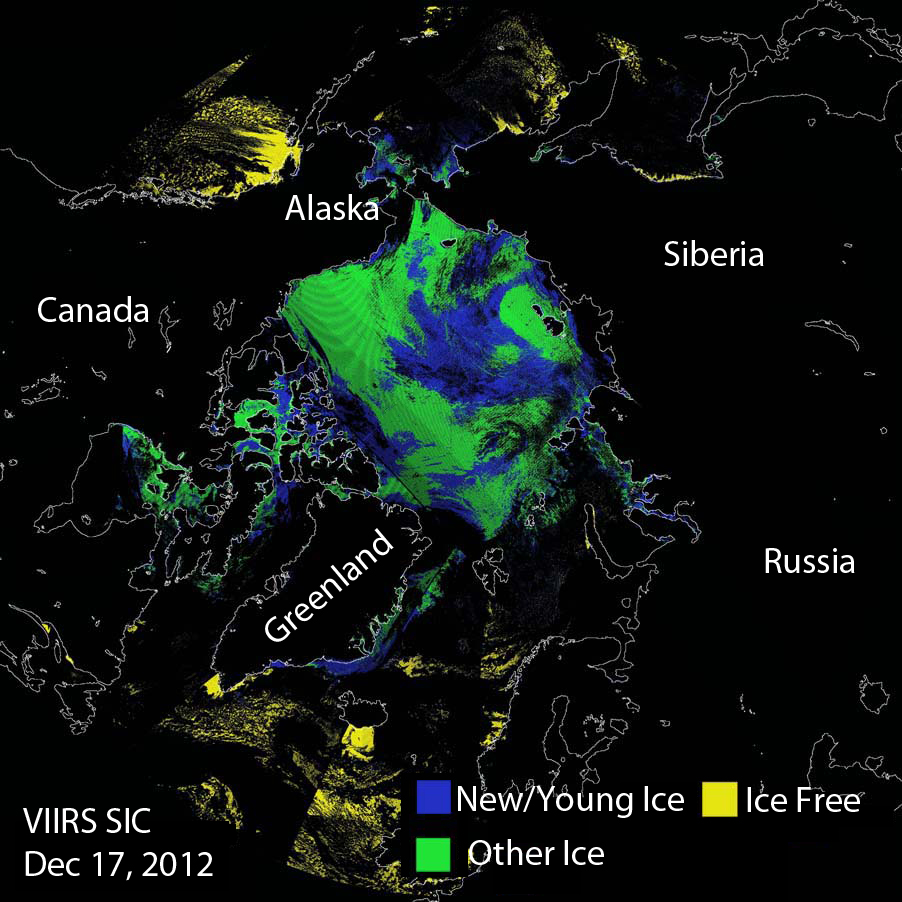 Alaska
Siberia
Canada
Greenland
Russia
New/Young Ice
Ice Free
Other Ice
VIIRS SIC
Dec 17, 2012